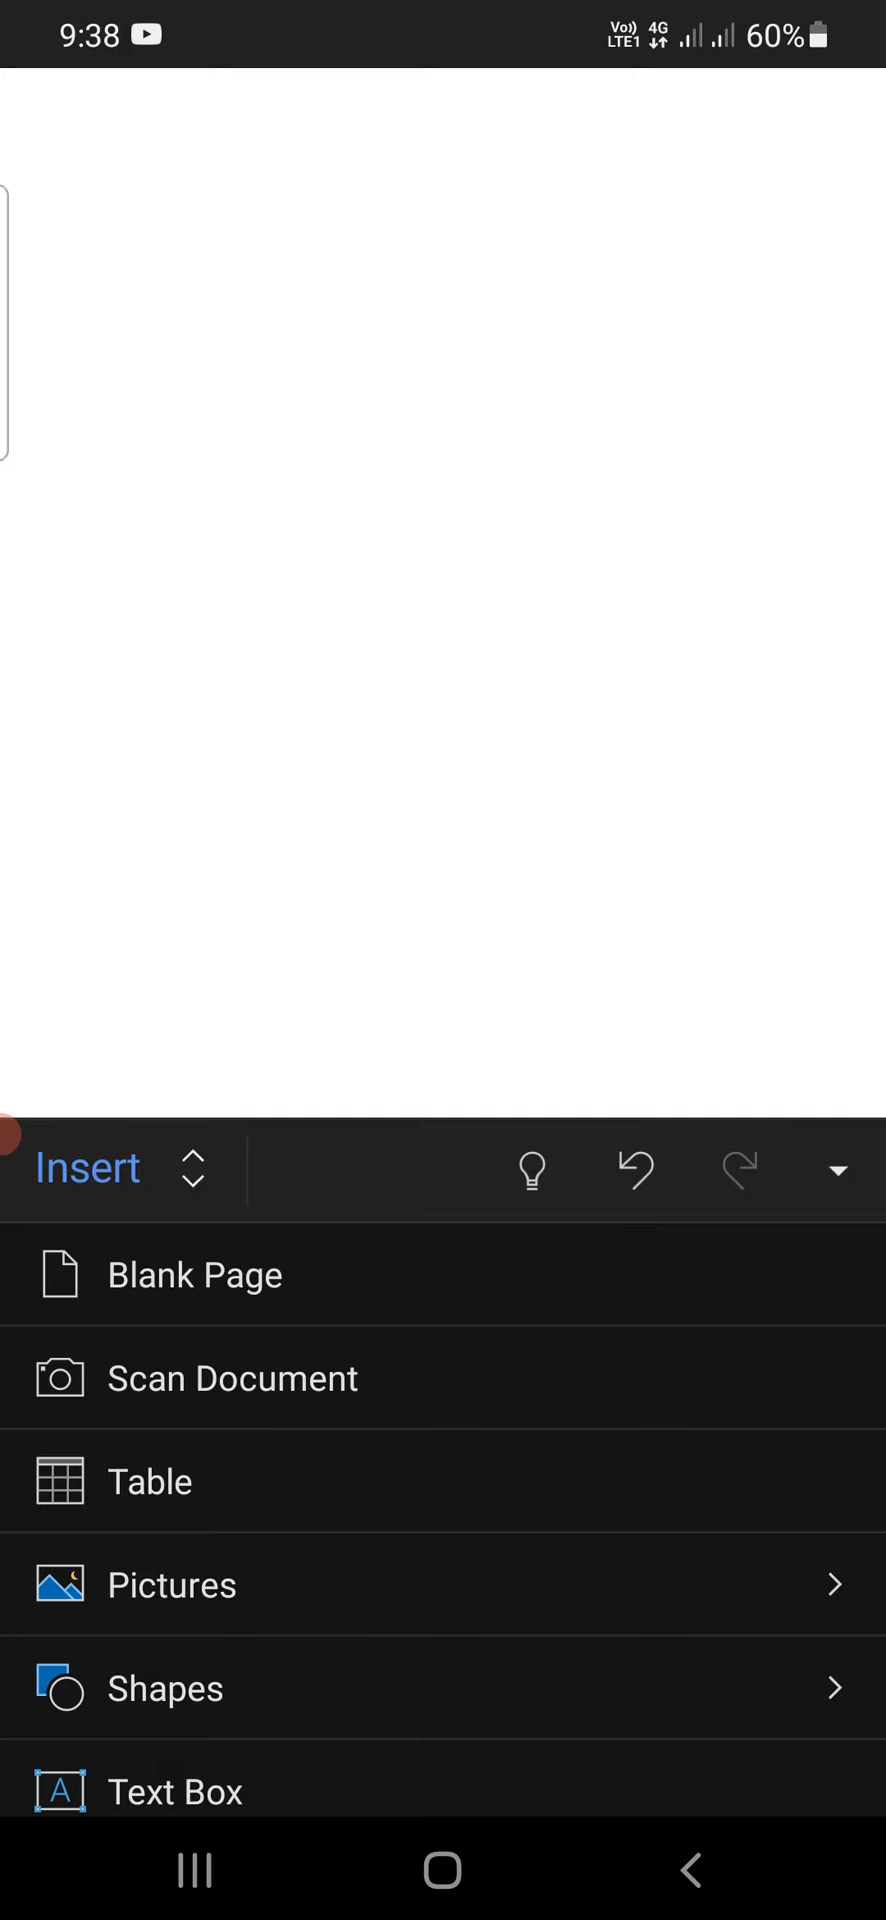 9:38 Vo)) LTE1 4G 60%
Insert
Blank Page
Scan Document
Table
Pictures
Shapes
A Text Box